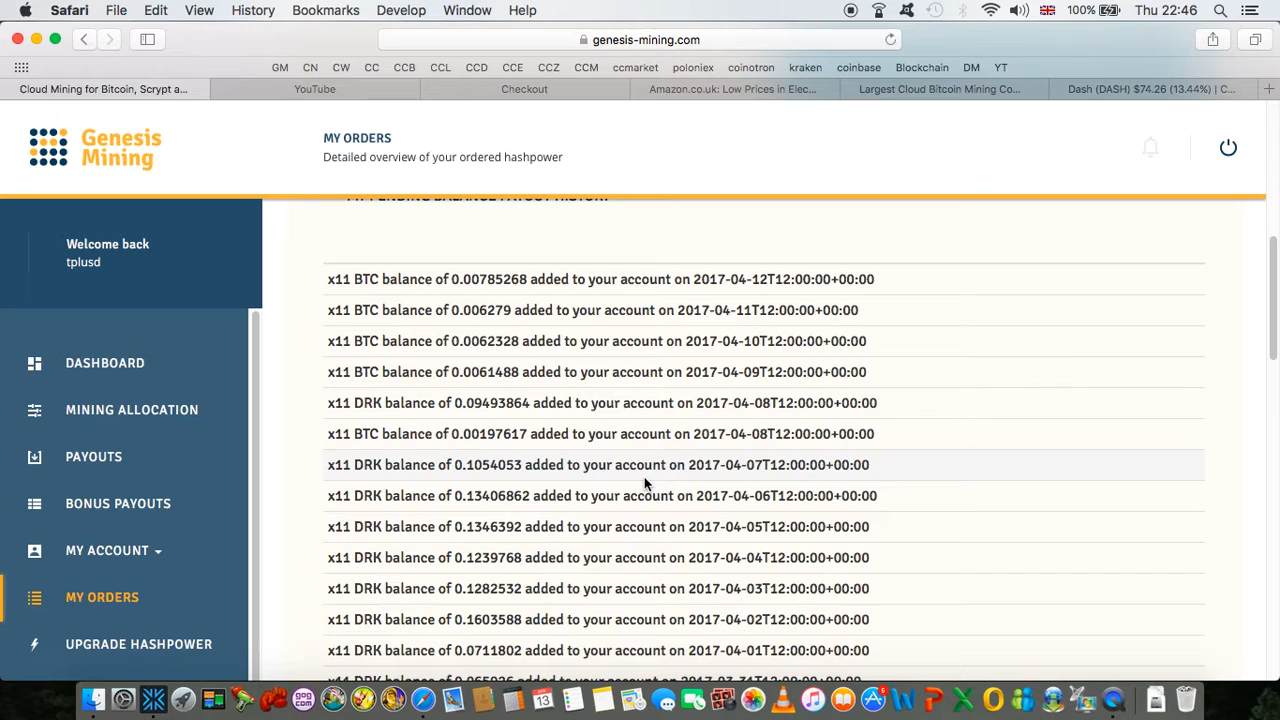 Safari File Edit View History Bookmarks Develop Window Help 100% Thu 22:46
genesis-mining.com
GM CN CW CC CCB CCL CCD CCE CCZ CCM ccmarket poloniex coinotron kraken coinbase Blockchain DM YT
Cloud Mining for Bitcoin, Scrypt a... YouTube Checkout Amazon.co.uk: Low Prices in Elec... Largest Cloud Bitcoin Mining Co... Dash (DASH) $74.26 (13.44%) | C...
Genesis
Mining
MY ORDERS
Detailed overview of your ordered hashpower
MY PENDING BALANCE PAYOUT HISTORY
Welcome back
tplusd
DASHBOARD
MINING ALLOCATION
PAYOUTS
BONUS PAYOUTS
MY ACCOUNT
MY ORDERS
UPGRADE HASHPOWER
x11 BTC balance of 0.00785268 added to your account on 2017-04-12T12:00:00+00:00
x11 BTC balance of 0.006279 added to your account on 2017-04-11T12:00:00+00:00
x11 BTC balance of 0.0062328 added to your account on 2017-04-10T12:00:00+00:00
x11 BTC balance of 0.0061488 added to your account on 2017-04-09T12:00:00+00:00
x11 DRK balance of 0.09493864 added to your account on 2017-04-08T12:00:00+00:00
x11 BTC balance of 0.00197617 added to your account on 2017-04-08T12:00:00+00:00
x11 DRK balance of 0.1054053 added to your account on 2017-04-07T12:00:00+00:00
x11 DRK balance of 0.13406862 added to your account on 2017-04-06T12:00:00+00:00
x11 DRK balance of 0.1346392 added to your account on 2017-04-05T12:00:00+00:00
x11 DRK balance of 0.1239768 added to your account on 2017-04-04T12:00:00+00:00
x11 DRK balance of 0.1282532 added to your account on 2017-04-03T12:00:00+00:00
x11 DRK balance of 0.1603588 added to your account on 2017-04-02T12:00:00+00:00
x11 DRK balance of 0.0711802 added to your account on 2017-04-01T12:00:00+00:00